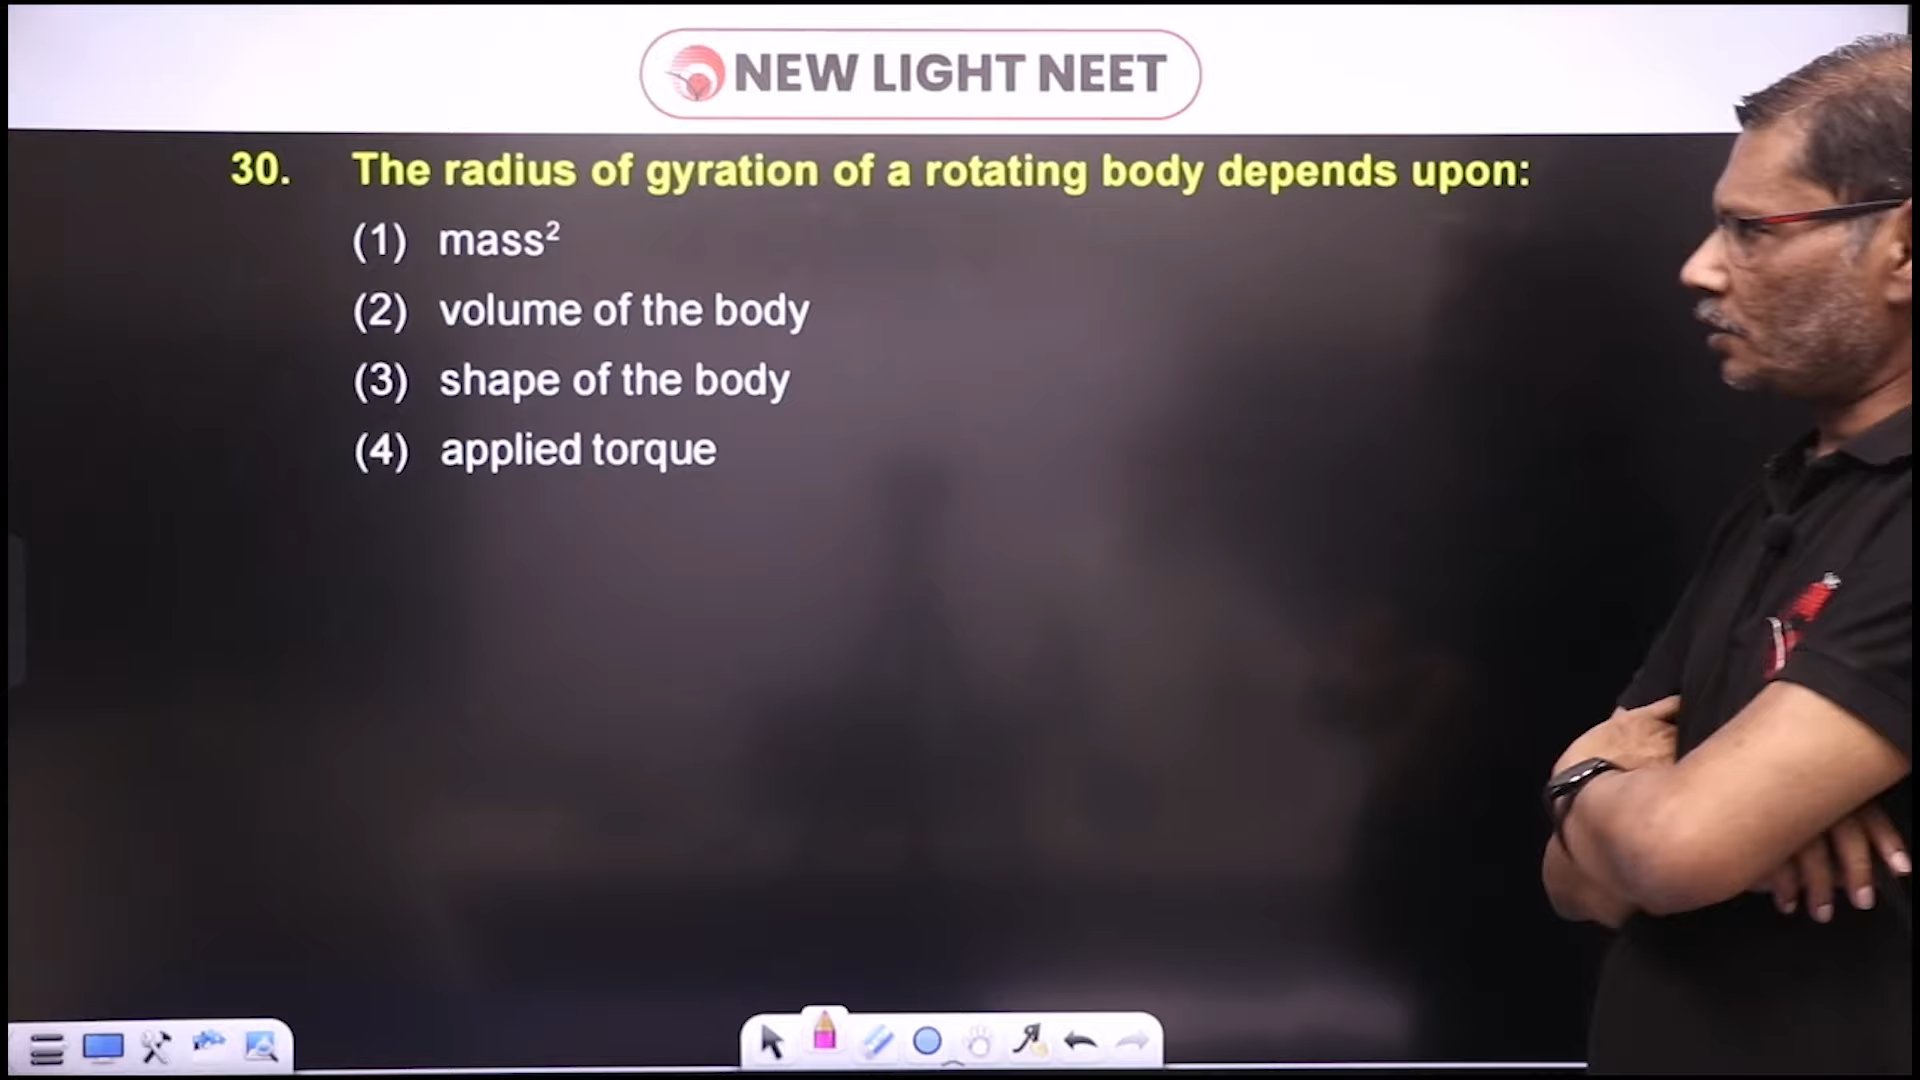 NEW LIGHT NEET
30. The radius of gyration of a rotating body depends upon:
(1) mass²
(2) volume of the body
(3) shape of the body
(4) applied torque